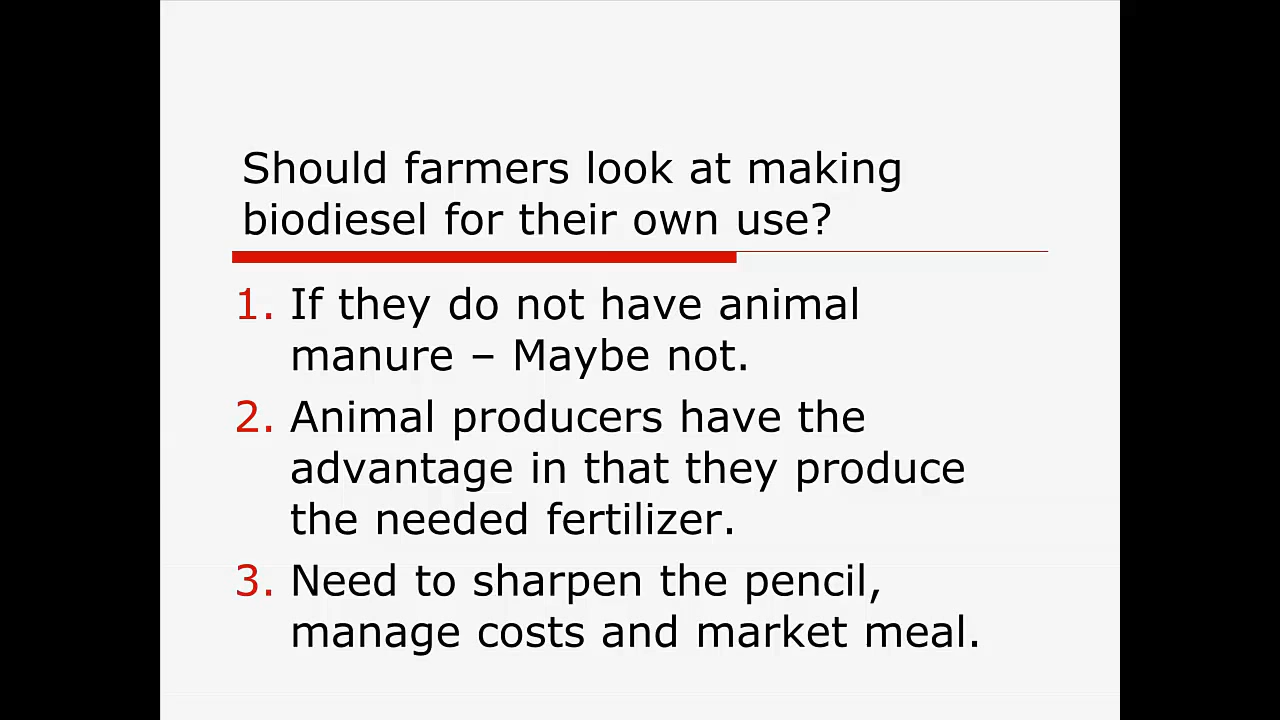 Should farmers look at making
biodiesel for their own use?
1. If they do not have animal
manure – Maybe not.
2. Animal producers have the
advantage in that they produce
the needed fertilizer.
3. Need to sharpen the pencil,
manage costs and market meal.